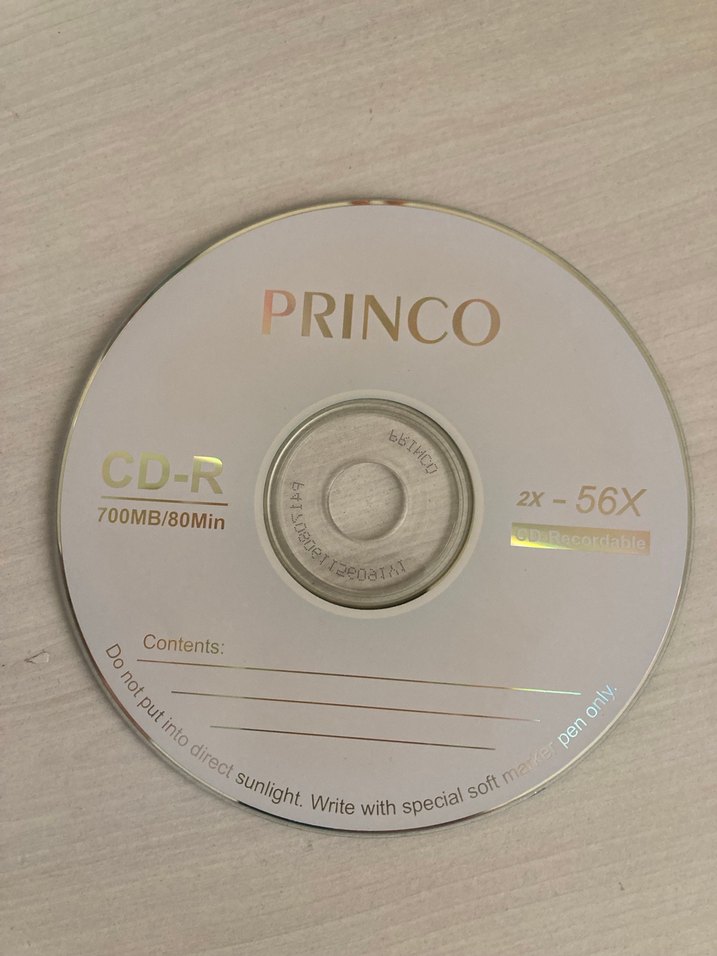 PRINCO
CD-R
700MB/80Min
2X - 56X
CD-Recordable
PRINCO
Contents:
Do not put into direct sunlight. Write with special soft marker pen only.